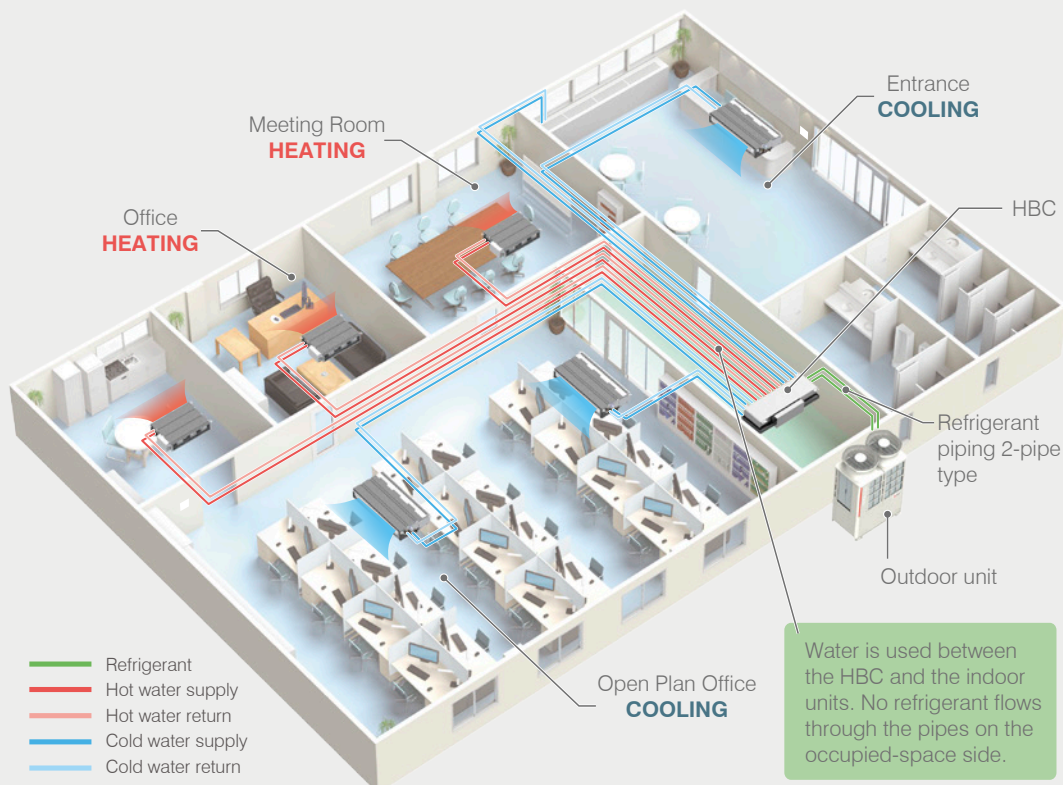 Entrance
COOLING
Meeting Room
HEATING
HBC
Office
HEATING
Refrigerant
piping 2-pipe
type
Outdoor unit
Water is used between
the HBC and the indoor
units. No refrigerant flows
through the pipes on the
occupied-space side.
Open Plan Office
COOLING
Refrigerant
Hot water supply
Hot water return
Cold water supply
Cold water return